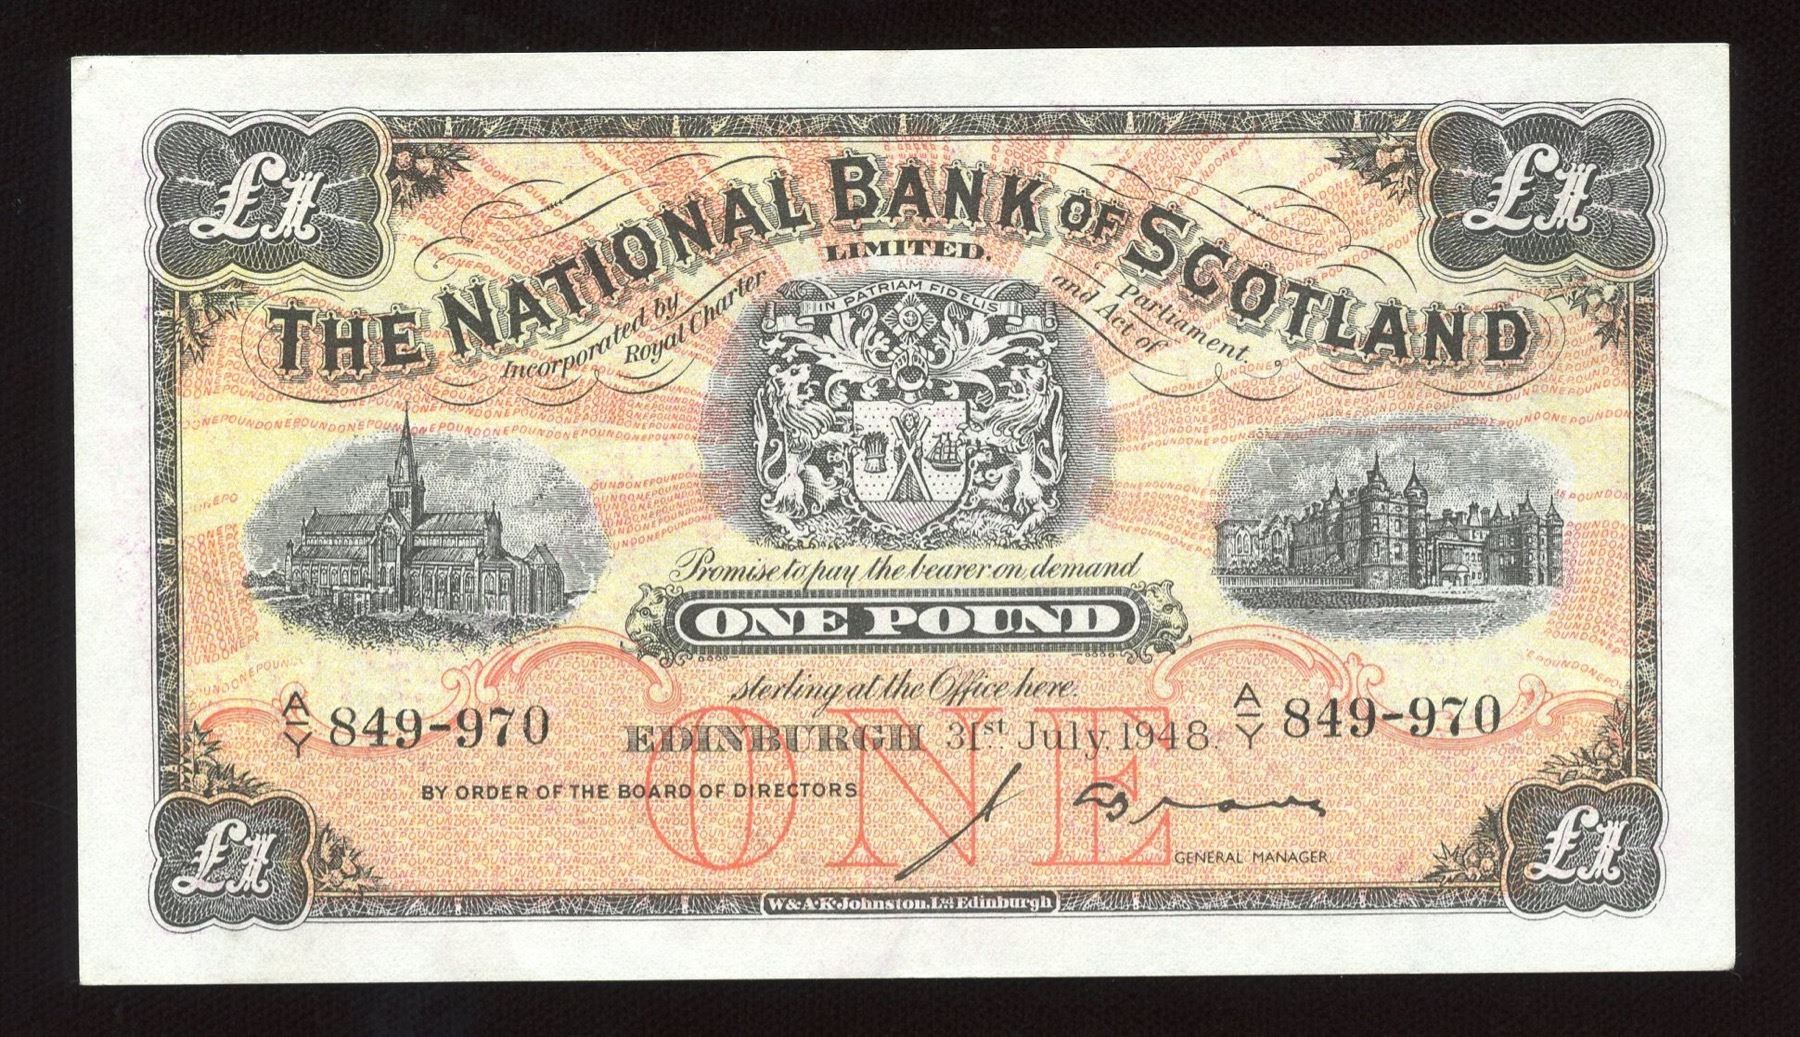 £1 £1
THE NATIONAL BANK OF SCOTLAND
LIMITED.
Incorporated by Royal Charter
and Act of Parliament.
IN PATRIAM FIDELIS
Promise to pay the bearer on demand
ONE POUND
sterling at the Office here.
A/Y 849-970 EDINBURGH 31st. July. 1948. A/Y 849-970
ONE
BY ORDER OF THE BOARD OF DIRECTORS
GENERAL MANAGER.
£1 £1
W & A·K·Johnston, Ltd Edinburgh